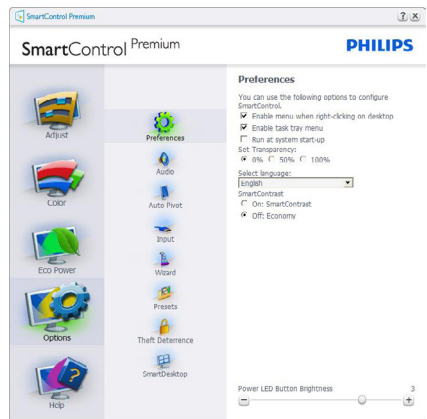 SmartControl Premium
SmartControl Premium
PHILIPS
Adjust
Color
Eco Power
Options
Help
Preferences
Audio
Auto Pivot
Input
Wizard
Presets
Theft Deterrence
SmartDesktop
Preferences
You can use the following options to configure
SmartControl.
Enable menu when right-clicking on desktop
Enable task tray menu
Run at system start-up
Set Transparency:
0% 50% 100%
Select language:
English
SmartContrast
On: SmartContrast
Off: Economy
Power LED Button Brightness 3